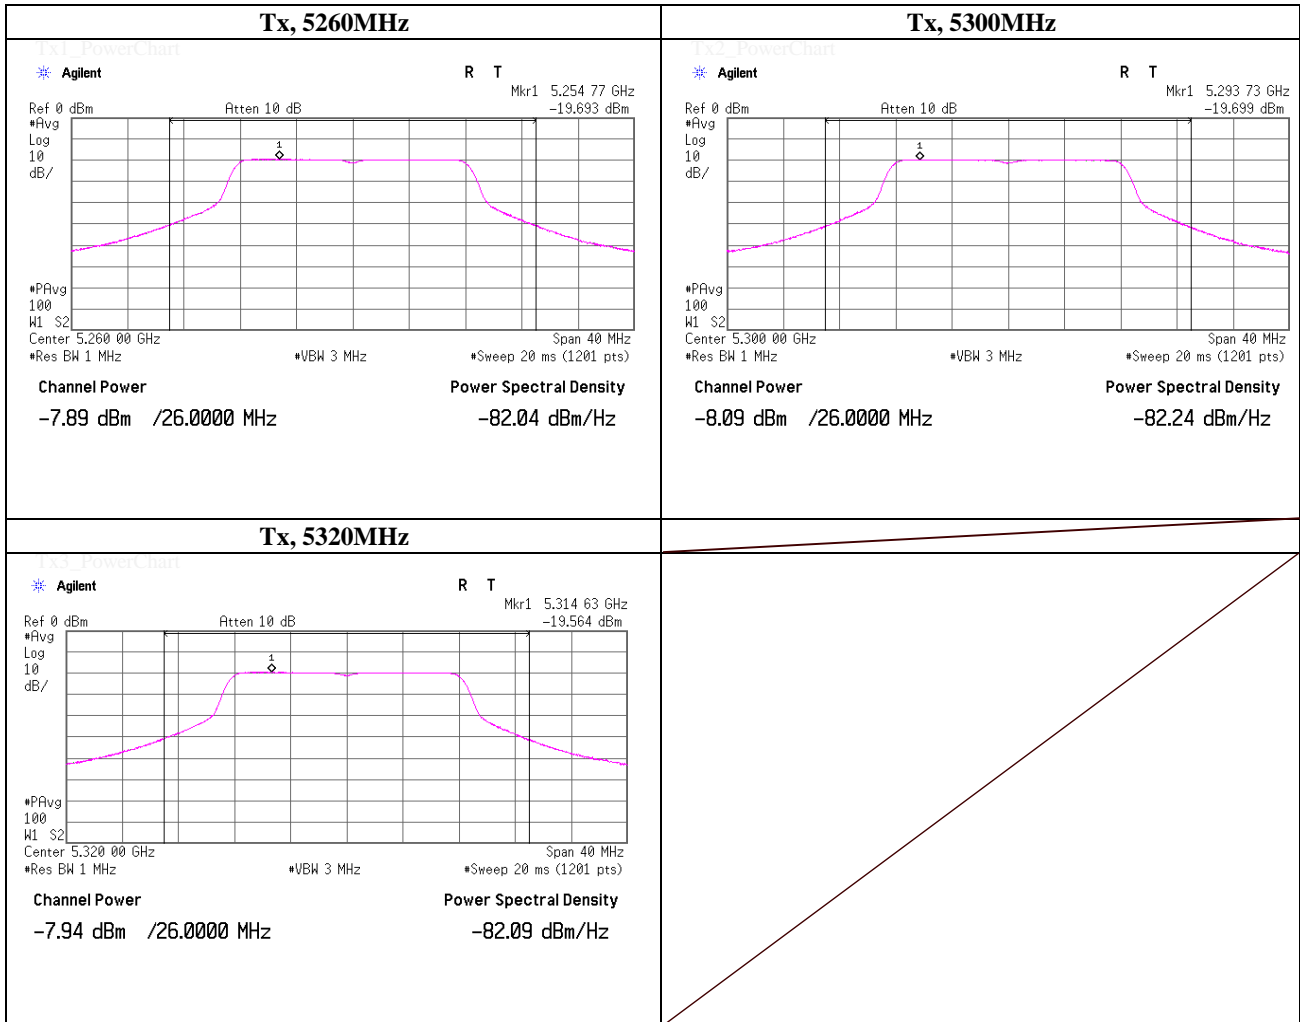 Tx, 5260MHz
Tx1_PowerChart
Agilent
R T
Mkr1 5.254 77 GHz
Ref 0 dBm Atten 10 dB -19.693 dBm
#Avg
Log
10
dB/
1
#PAvg
100
W1 S2
Center 5.260 00 GHz Span 40 MHz
#Res BW 1 MHz #VBW 3 MHz #Sweep 20 ms (1201 pts)
Channel Power Power Spectral Density
-7.89 dBm /26.0000 MHz -82.04 dBm/Hz
Tx, 5300MHz
Tx2_PowerChart
Agilent
R T
Mkr1 5.293 73 GHz
Ref 0 dBm Atten 10 dB -19.699 dBm
#Avg
Log
10
dB/
1
#PAvg
100
W1 S2
Center 5.300 00 GHz Span 40 MHz
#Res BW 1 MHz #VBW 3 MHz #Sweep 20 ms (1201 pts)
Channel Power Power Spectral Density
-8.09 dBm /26.0000 MHz -82.24 dBm/Hz
Tx, 5320MHz
Tx3_PowerChart
Agilent
R T
Mkr1 5.314 63 GHz
Ref 0 dBm Atten 10 dB -19.564 dBm
#Avg
Log
10
dB/
1
#PAvg
100
W1 S2
Center 5.320 00 GHz Span 40 MHz
#Res BW 1 MHz #VBW 3 MHz #Sweep 20 ms (1201 pts)
Channel Power Power Spectral Density
-7.94 dBm /26.0000 MHz -82.09 dBm/Hz